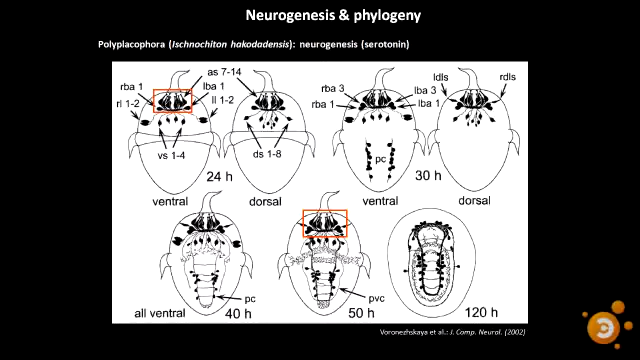 Neurogenesis & phylogeny
Polyplacophora (Ischnochiton hakodadensis): neurogenesis (serotonin)
as 7-14
rba 1
lba 1
rl 1-2
ll 1-2
vs 1-4
ds 1-8
24 h
ventral
dorsal
rba 3
lba 3
rba 1
lba 1
ldls
rdls
pc
30 h
ventral
dorsal
pc
all ventral
40 h
pvc
50 h
120 h
Voronezhskaya et al.: J. Comp. Neurol. (2002)